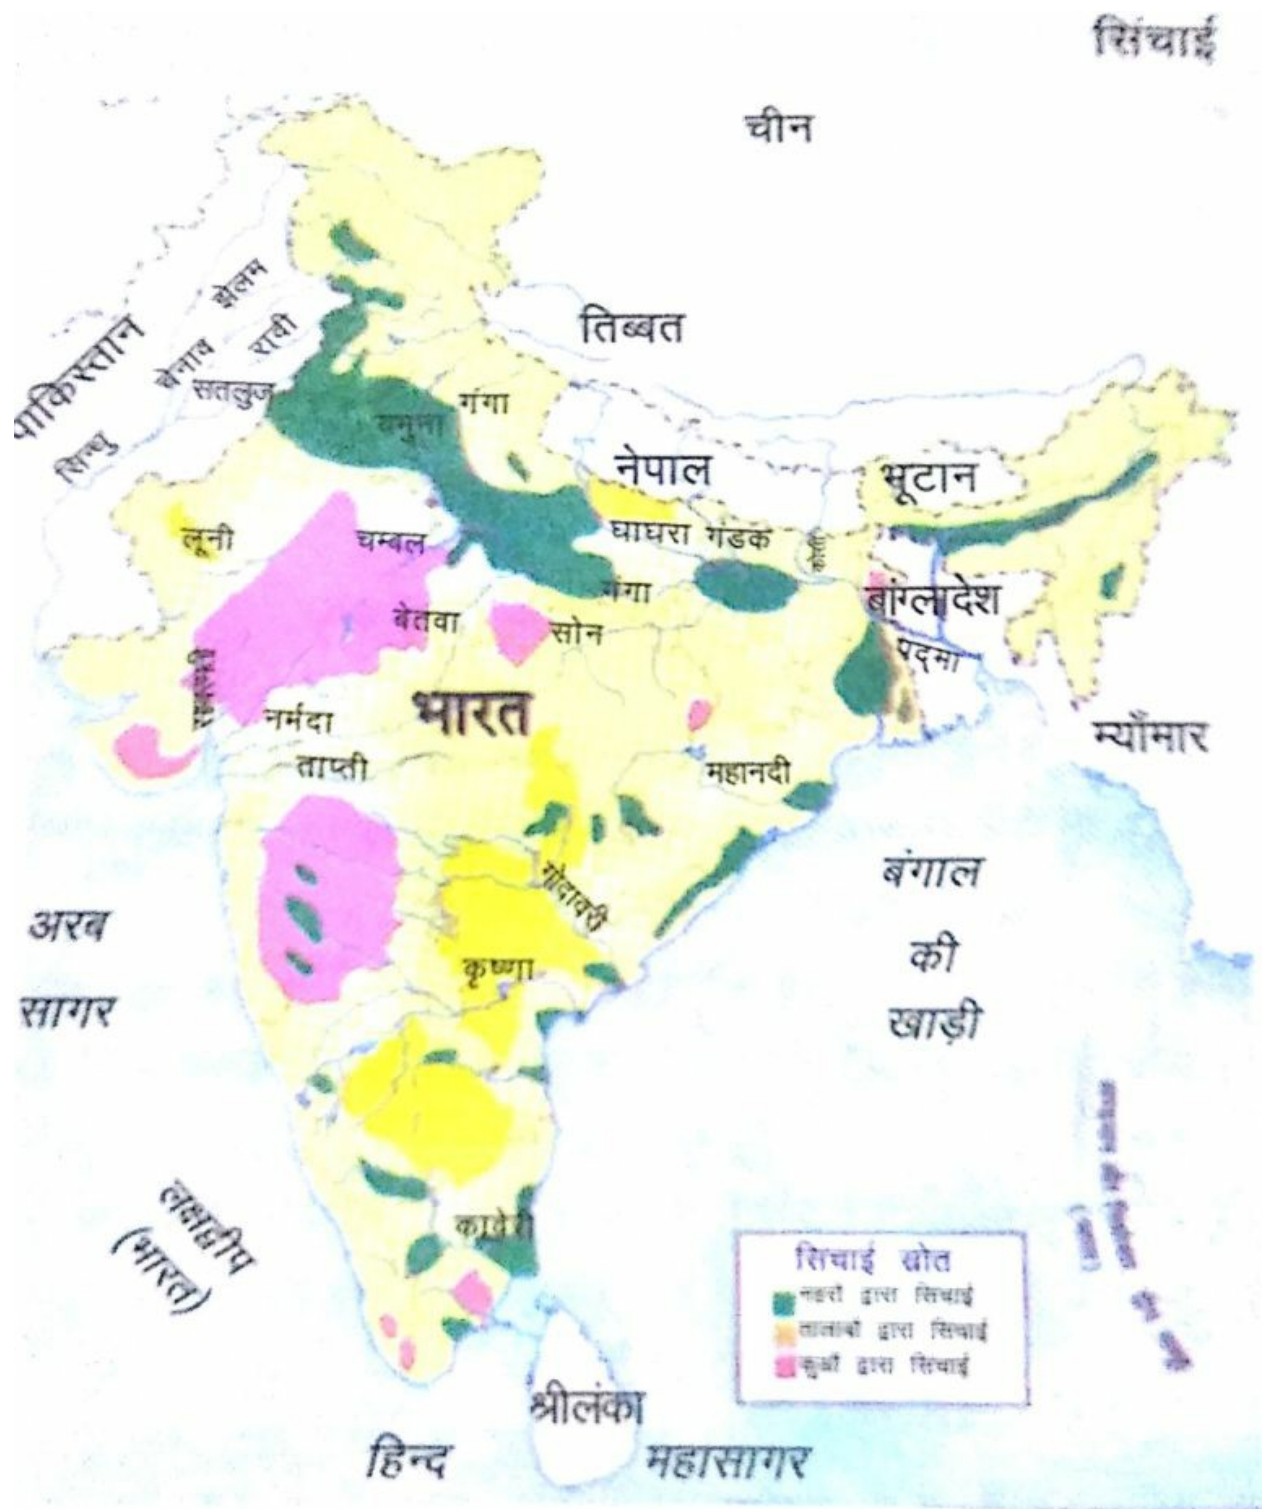 सिंचाई
चीन
झेलम
तिब्बत
पाकिस्तान
रावी
चेनाव
सतलुज
गंगा
यमुना
सिन्धु
नेपाल
भूटान
लूनी
चम्बल
घाघरा गंडक
कोसी
गंगा
बांग्लादेश
बेतवा
सोन
पद्मा
नर्मदा
भारत
म्याँमार
ताप्ती
महानदी
बंगाल
की
खाड़ी
गोदावरी
अरब
सागर
कृष्णा
लक्षद्वीप
(भारत)
कावेरी
सिंचाई स्रोत
नहरों द्वारा सिंचाई
तालाबों द्वारा सिंचाई
कुओं द्वारा सिंचाई
श्रीलंका
हिन्द महासागर